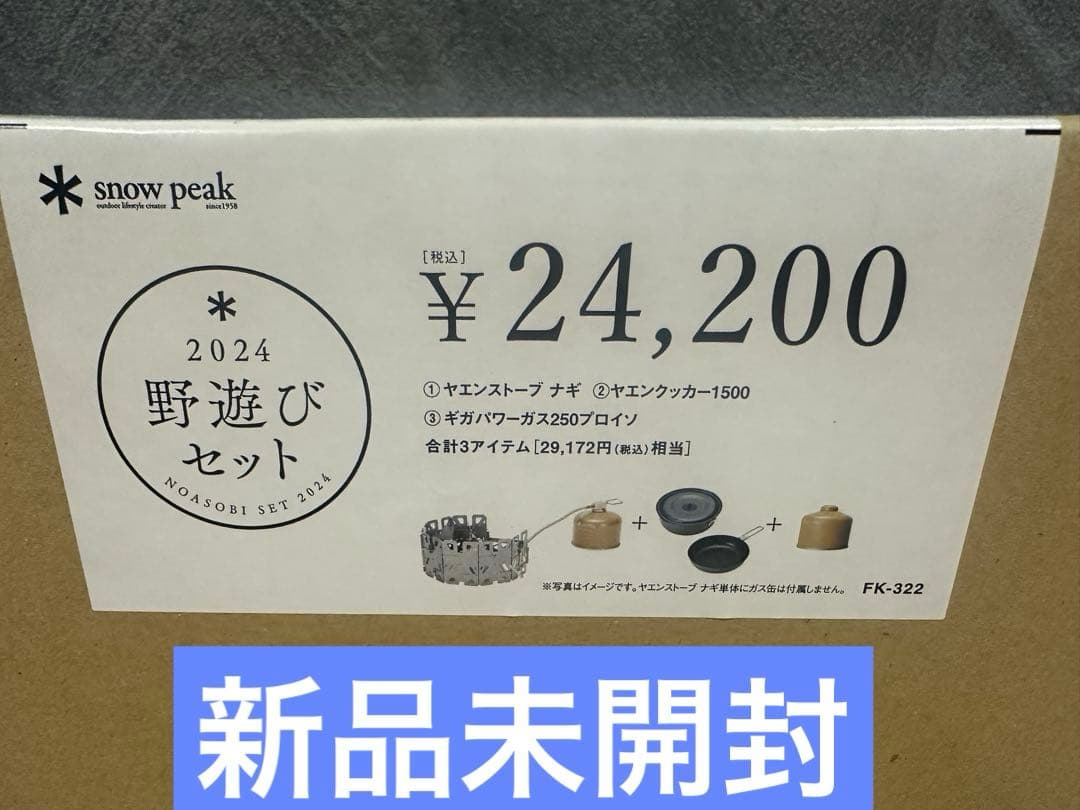 snow peak
outdoor lifestyle creater since1958
2024
野遊び
セット
NOASOBI SET 2024
[税込]
¥24,200
①ヤエンストーブ ナギ ②ヤエンクッカー1500
③ギガパワーガス250プロイソ
合計3アイテム[29,172円(税込)相当]
+ +
※写真はイメージです。ヤエンストーブ ナギ単体にガス缶は付属しません。 FK-322
新品未開封